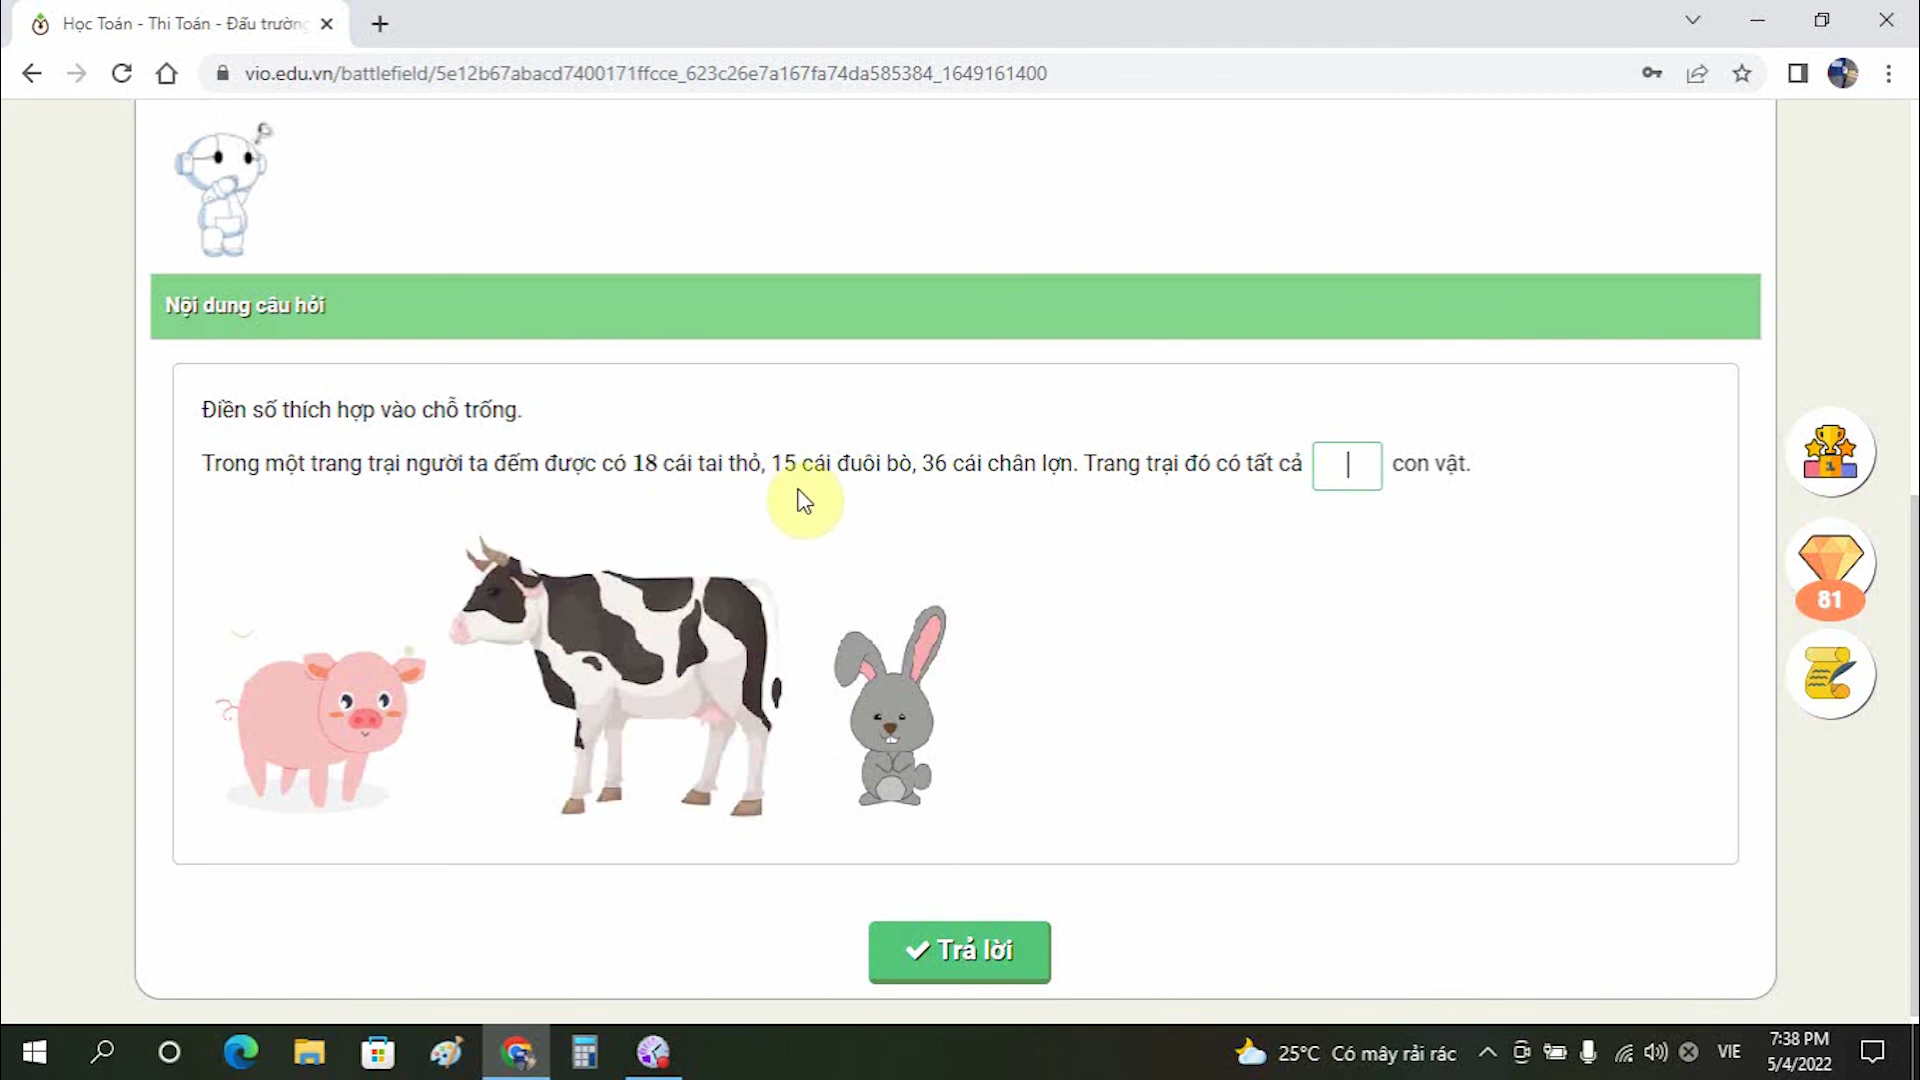 Học Toán - Thi Toán - Đấu trường
vio.edu.vn/battlefield/5e12b67abacd7400171ffcce_623c26e7a167fa74da585384_1649161400
Nội dung câu hỏi
Điền số thích hợp vào chỗ trống.
Trong một trang trại người ta đếm được có 18 cái tai thỏ, 15 cái đuôi bò, 36 cái chân lợn. Trang trại đó có tất cả con vật.
1
81
Trả lời
25°C Có mây rải rác
VIE
7:38 PM
5/4/2022